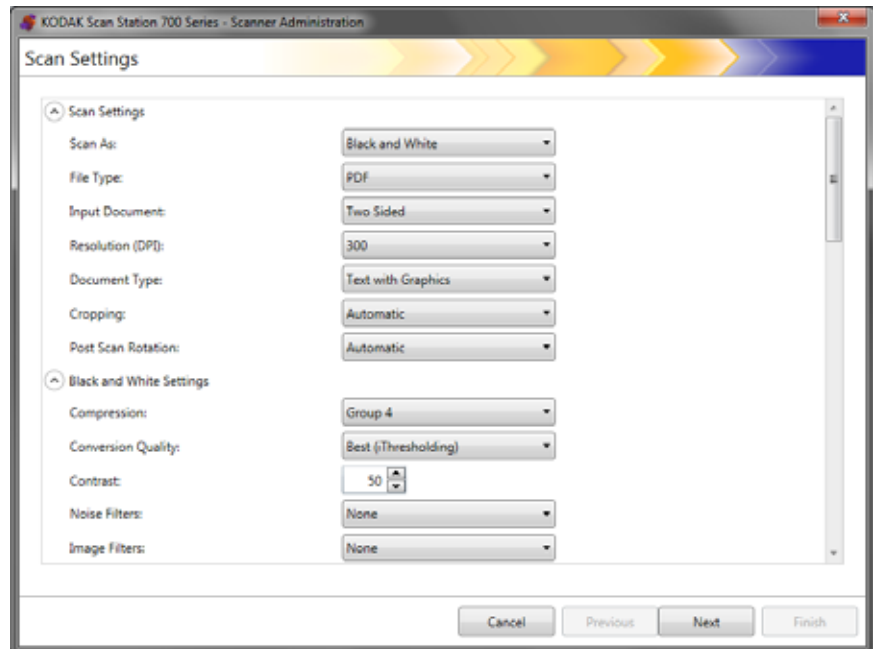 KODAK Scan Station 700 Series - Scanner Administration
Scan Settings
Scan Settings
Scan As: Black and White
File Type: PDF
Input Document: Two Sided
Resolution (DPI): 300
Document Type: Text with Graphics
Cropping: Automatic
Post Scan Rotation: Automatic
Black and White Settings
Compression: Group 4
Conversion Quality: Best (iThresholding)
Contrast: 50
Noise Filters: None
Image Filters: None
Cancel Previous Next Finish